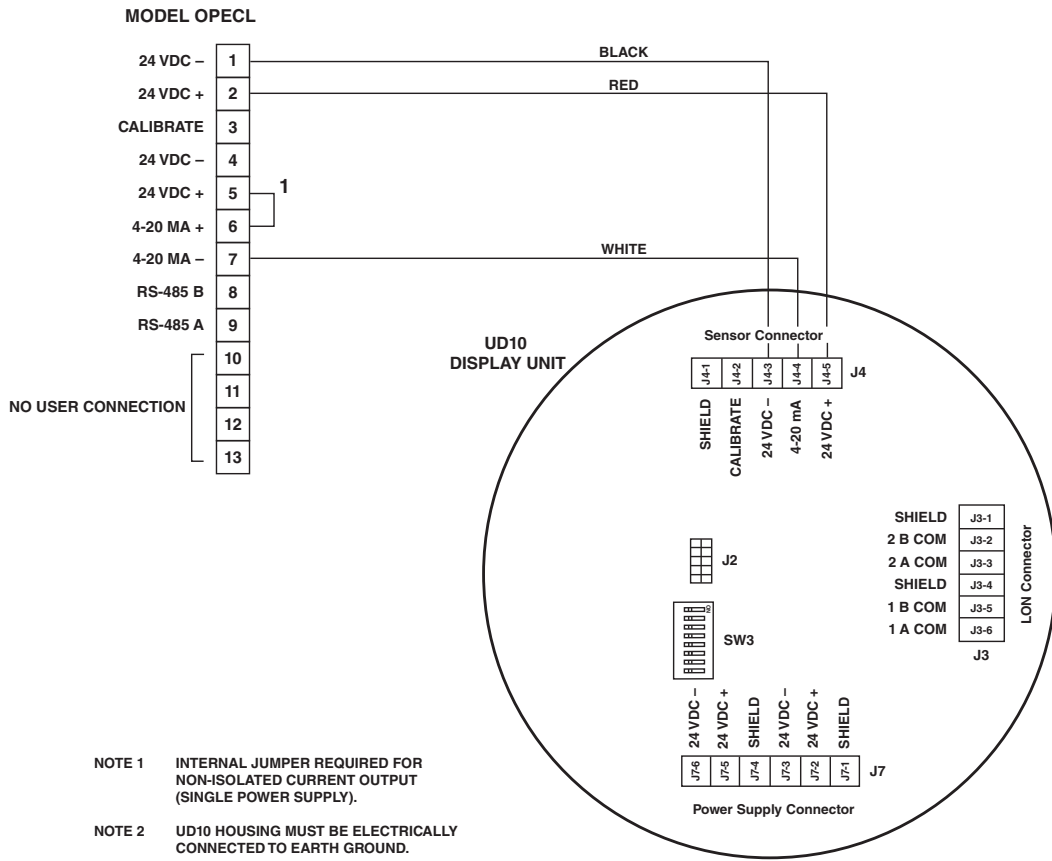 MODEL OPECL
24 VDC – 1
24 VDC + 2
CALIBRATE 3
24 VDC – 4
24 VDC + 5
4-20 MA + 6
4-20 MA – 7
RS-485 B 8
RS-485 A 9
10
11
12
13
NO USER CONNECTION
1
BLACK
RED
WHITE
UD10
DISPLAY UNIT
Sensor Connector
J4-1
J4-2
J4-3
J4-4
J4-5
J4
SHIELD
CALIBRATE
24 VDC –
4-20 mA
24 VDC +
SHIELD J3-1
2 B COM J3-2
2 A COM J3-3
SHIELD J3-4
1 B COM J3-5
1 A COM J3-6
J3
LON Connector
J2
ON
SW3
24 VDC –
24 VDC +
SHIELD
24 VDC –
24 VDC +
SHIELD
J7-6
J7-5
J7-4
J7-3
J7-2
J7-1
J7
Power Supply Connector
NOTE 1 INTERNAL JUMPER REQUIRED FOR
NON-ISOLATED CURRENT OUTPUT
(SINGLE POWER SUPPLY).
NOTE 2 UD10 HOUSING MUST BE ELECTRICALLY
CONNECTED TO EARTH GROUND.